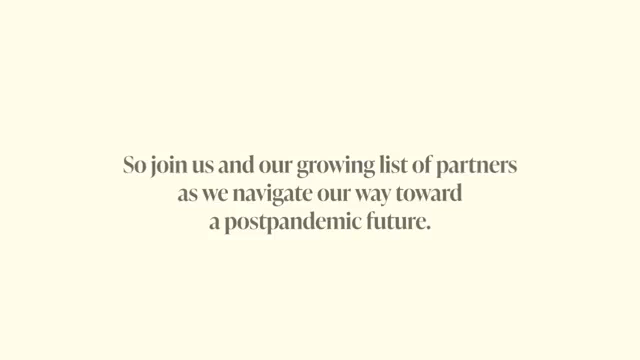 So join us and our growing list of partners
as we navigate our way toward
a postpandemic future.